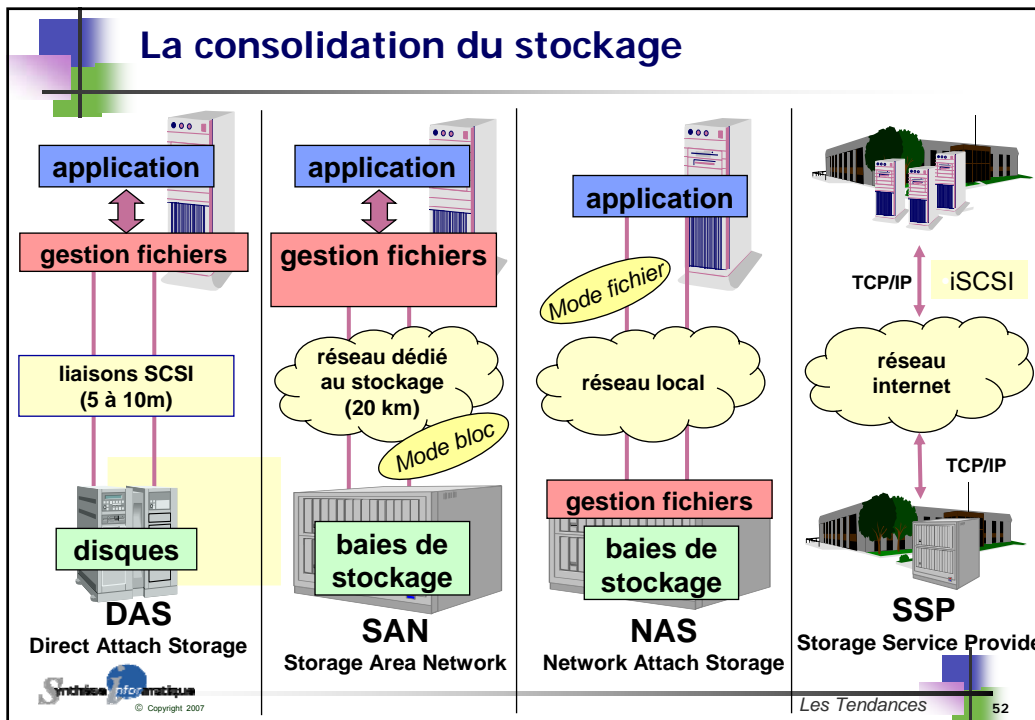 La consolidation du stockage
application
gestion fichiers
liaisons SCSI
(5 à 10m)
disques
DAS
Direct Attach Storage
application
gestion fichiers
réseau dédié
au stockage
(20 km)
Mode bloc
baies de
stockage
SAN
Storage Area Network
application
Mode fichier
réseau local
gestion fichiers
baies de
stockage
NAS
Network Attach Storage
TCP/IP
iSCSI
réseau
internet
TCP/IP
SSP
Storage Service Provide
Synthèse Informatique
© Copyright 2007
Les Tendances
52